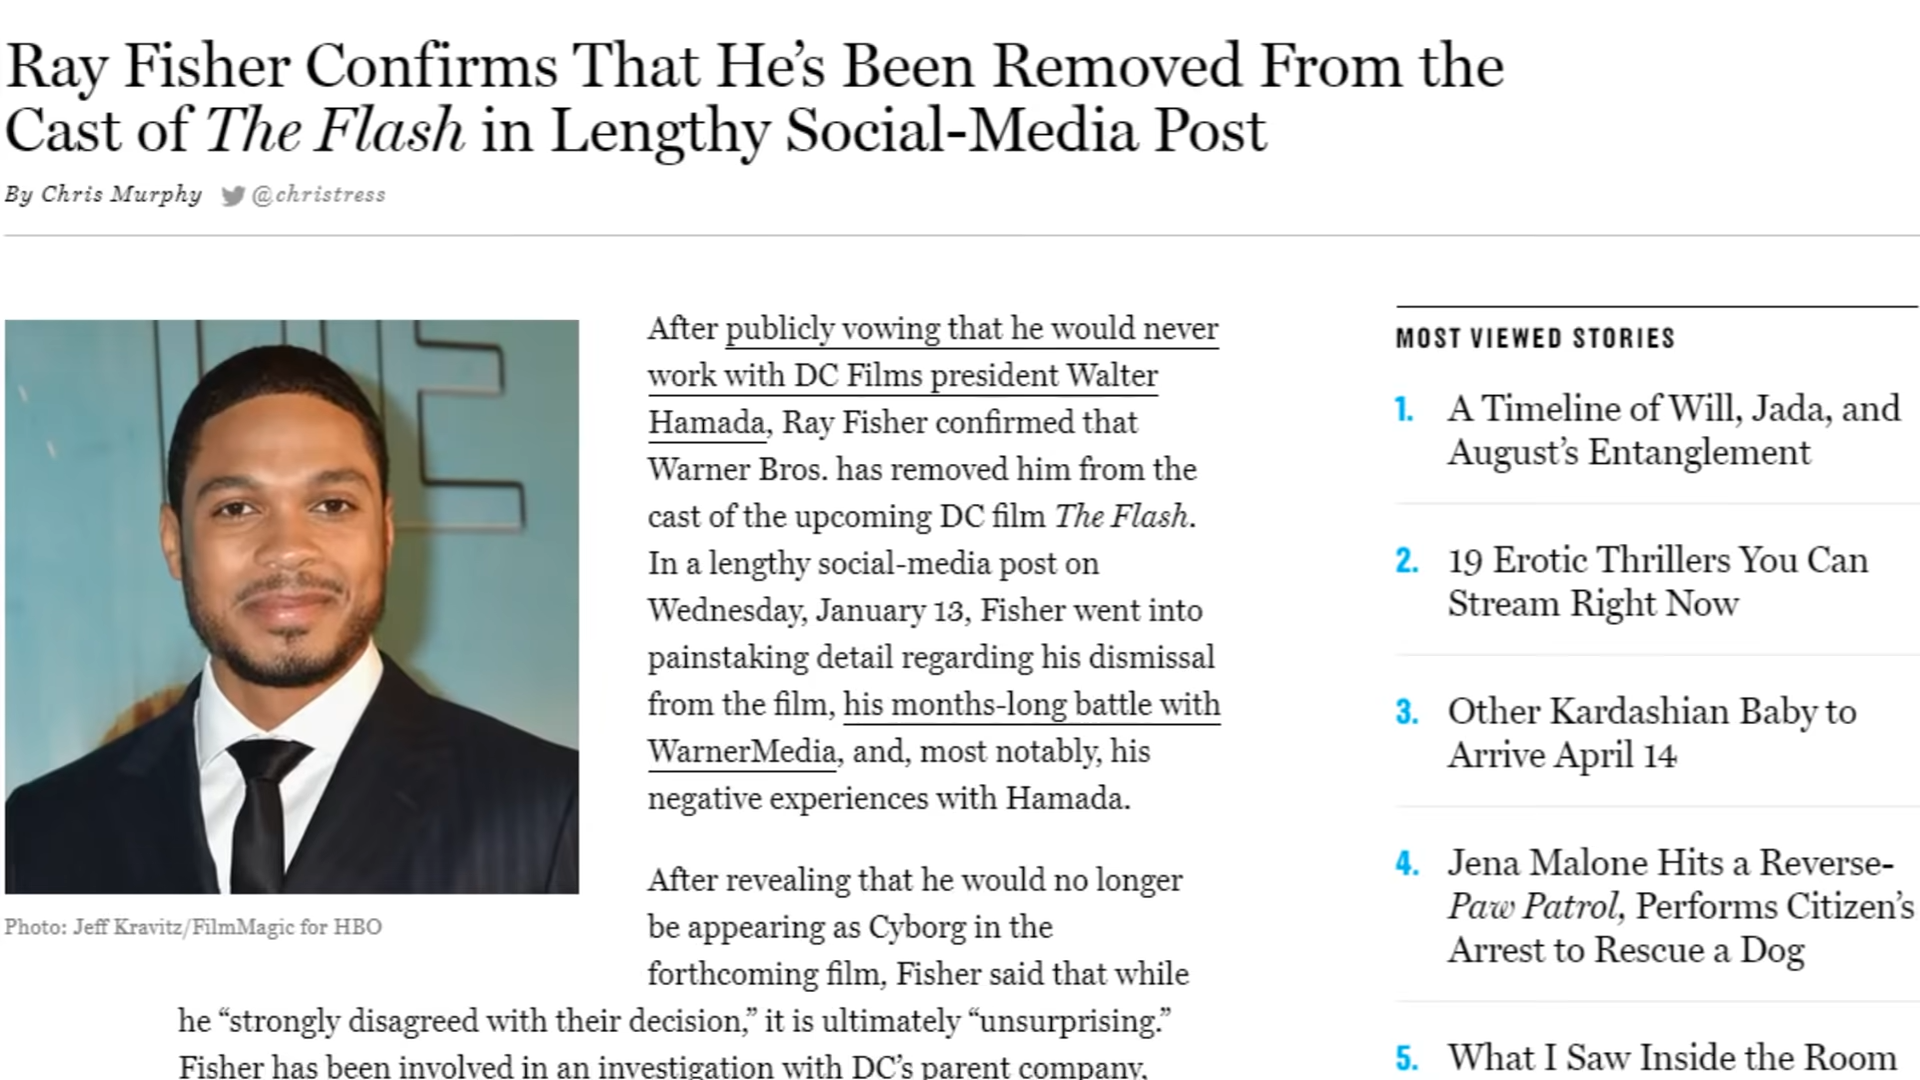 Ray Fisher Confirms That He’s Been Removed From the
Cast of The Flash in Lengthy Social-Media Post
By Chris Murphy @christress
After publicly vowing that he would never
work with DC Films president Walter
Hamada, Ray Fisher confirmed that
Warner Bros. has removed him from the
cast of the upcoming DC film The Flash.
In a lengthy social-media post on
Wednesday, January 13, Fisher went into
painstaking detail regarding his dismissal
from the film, his months-long battle with
WarnerMedia, and, most notably, his
negative experiences with Hamada.
Photo: Jeff Kravitz/FilmMagic for HBO
After revealing that he would no longer
be appearing as Cyborg in the
forthcoming film, Fisher said that while
he “strongly disagreed with their decision,” it is ultimately “unsurprising.”
Fisher has been involved in an investigation with DC’s parent company,
MOST VIEWED STORIES
1. A Timeline of Will, Jada, and
August’s Entanglement
2. 19 Erotic Thrillers You Can
Stream Right Now
3. Other Kardashian Baby to
Arrive April 14
4. Jena Malone Hits a Reverse-
Paw Patrol, Performs Citizen’s
Arrest to Rescue a Dog
5. What I Saw Inside the Room